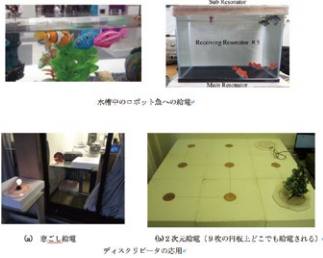 Sub Resonator
Receiving Resonator × 5
Main Resonator
水槽中のロボット魚への給電
(a) 窓ごし給電
(b) 2次元給電（9枚の円板上どこでも給電される）
ディスクリピータの応用